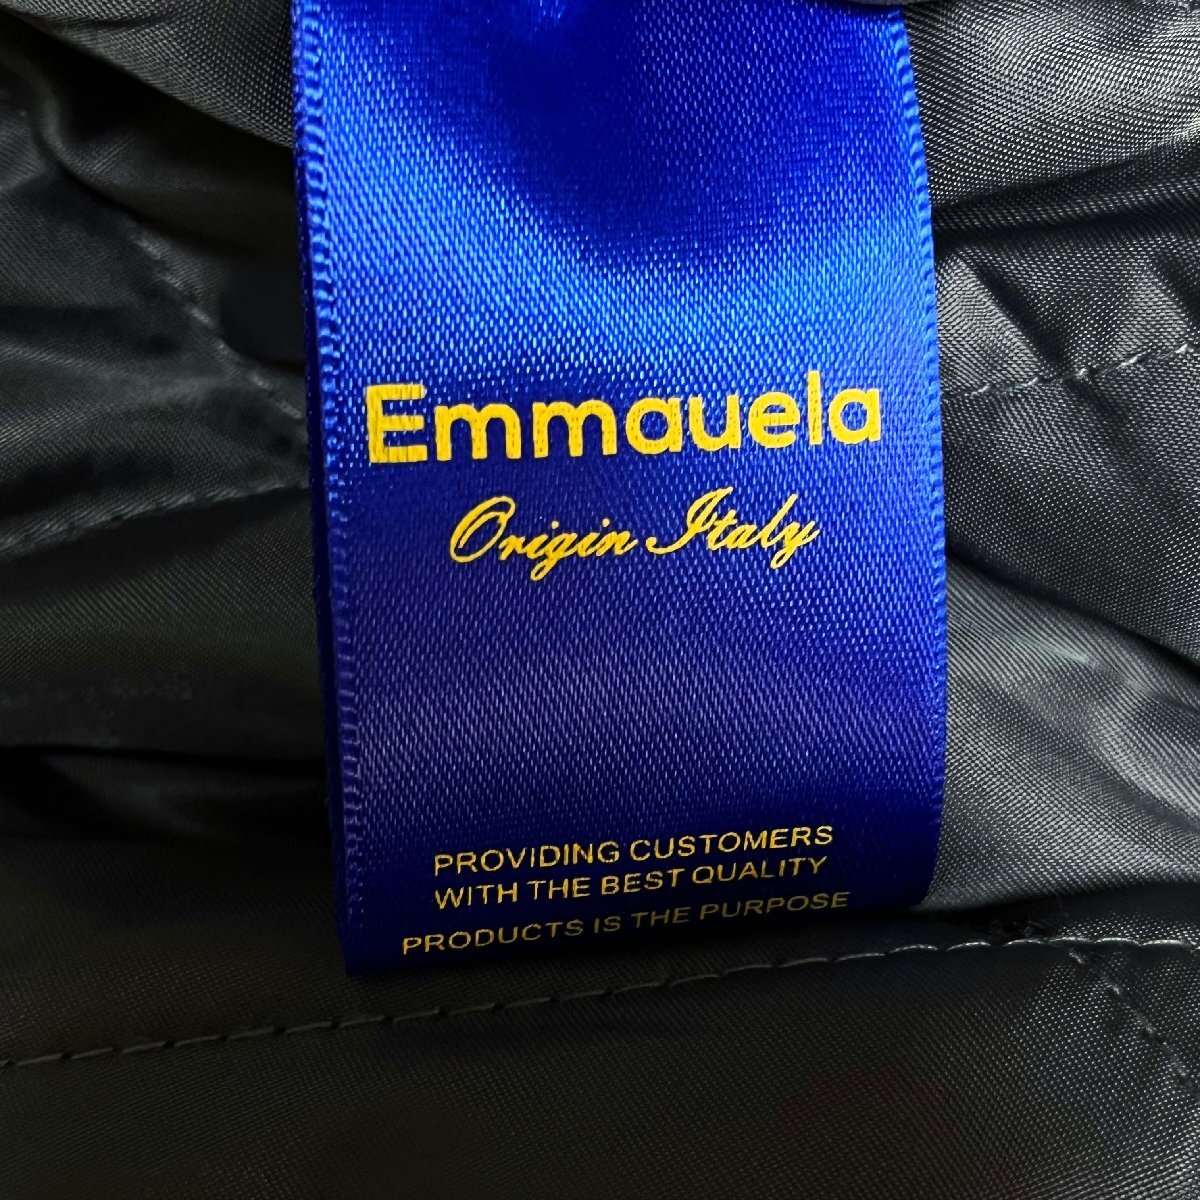 Emmauela
Origin Italy
PROVIDING CUSTOMERS
WITH THE BEST QUALITY
PRODUCTS IS THE PURPOSE